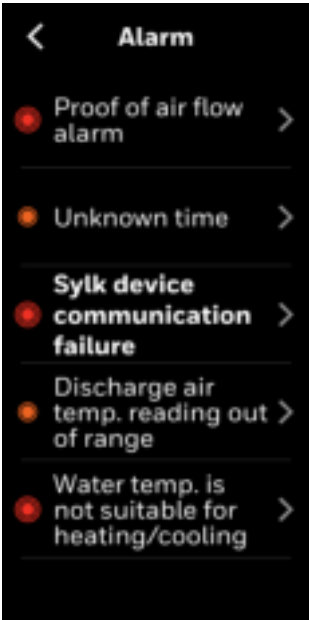 Alarm
Proof of air flow
alarm
Unknown time
Sylk device
communication
failure
Discharge air
temp. reading out
of range
Water temp. is
not suitable for
heating/cooling